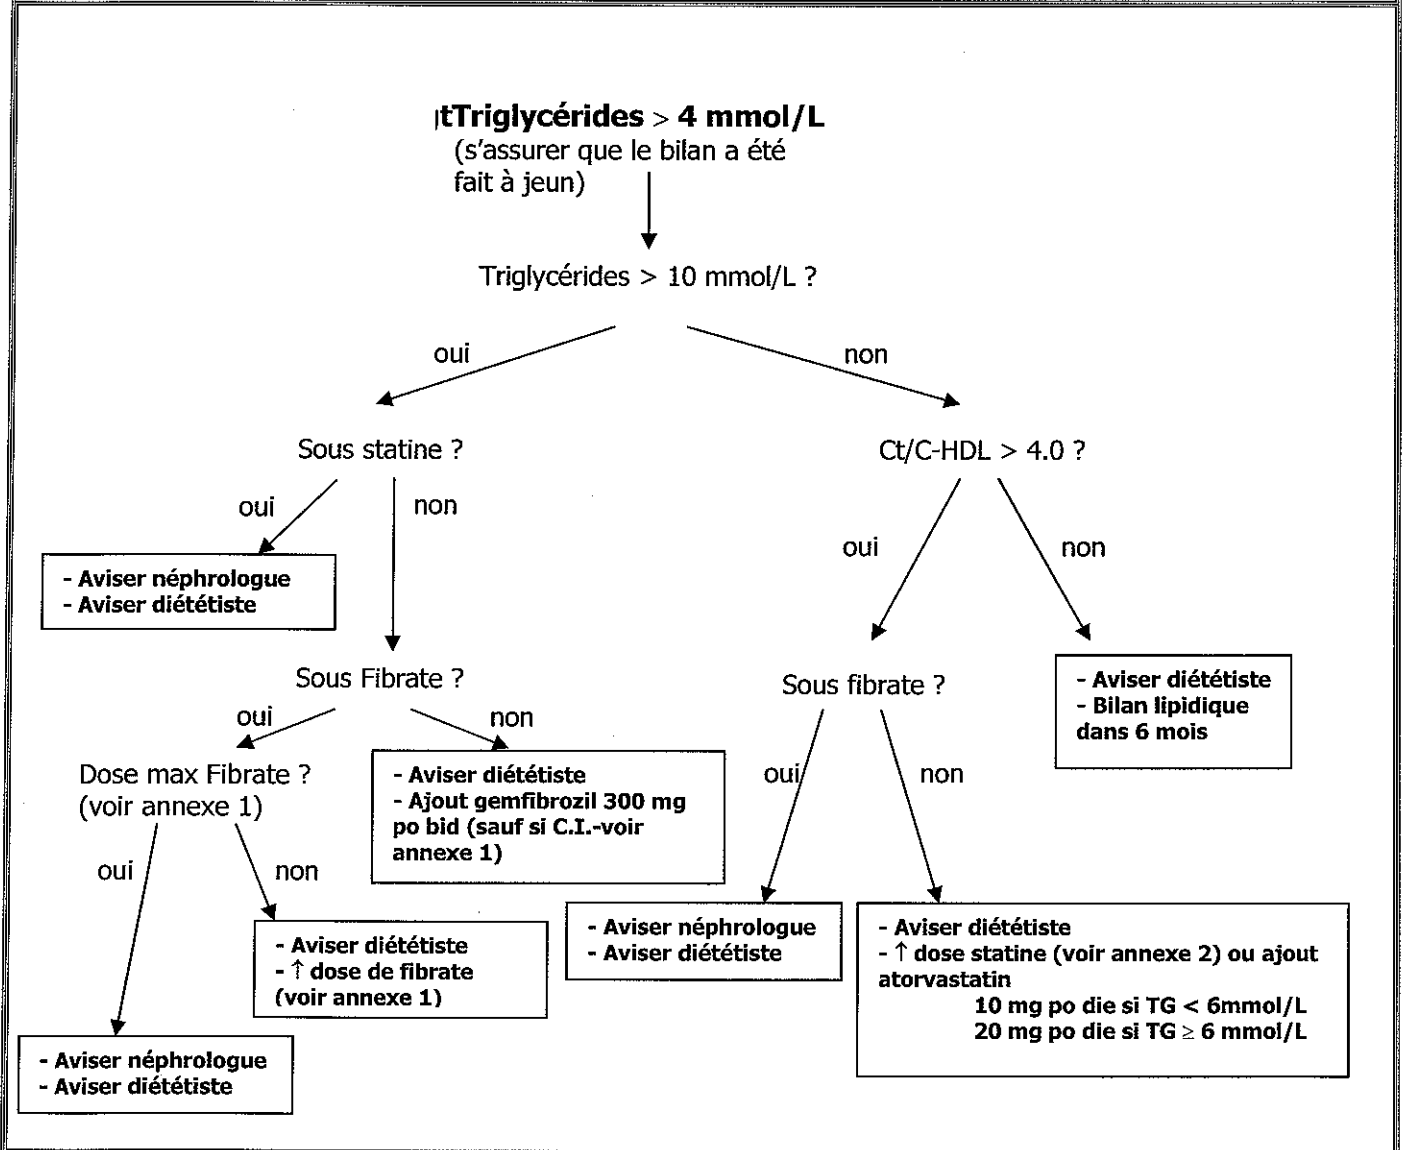 tTriglycérides > 4 mmol/L
(s'assurer que le bilan a été
fait à jeun)
Triglycérides > 10 mmol/L ?
oui
non
Sous statine ?
Ct/C-HDL > 4.0 ?
oui
non
oui
non
- Aviser néphrologue
- Aviser diététiste
Sous Fibrate ?
Sous fibrate ?
- Aviser diététiste
- Bilan lipidique
dans 6 mois
oui
non
Dose max Fibrate ?
(voir annexe 1)
- Aviser diététiste
- Ajout gemfibrozil 300 mg
po bid (sauf si C.I.-voir
annexe 1)
oui
non
oui
non
- Aviser diététiste
- ↑ dose de fibrate
(voir annexe 1)
- Aviser néphrologue
- Aviser diététiste
- Aviser diététiste
- ↑ dose statine (voir annexe 2) ou ajout
atorvastatin
10 mg po die si TG < 6mmol/L
20 mg po die si TG ≥ 6 mmol/L
- Aviser néphrologue
- Aviser diététiste